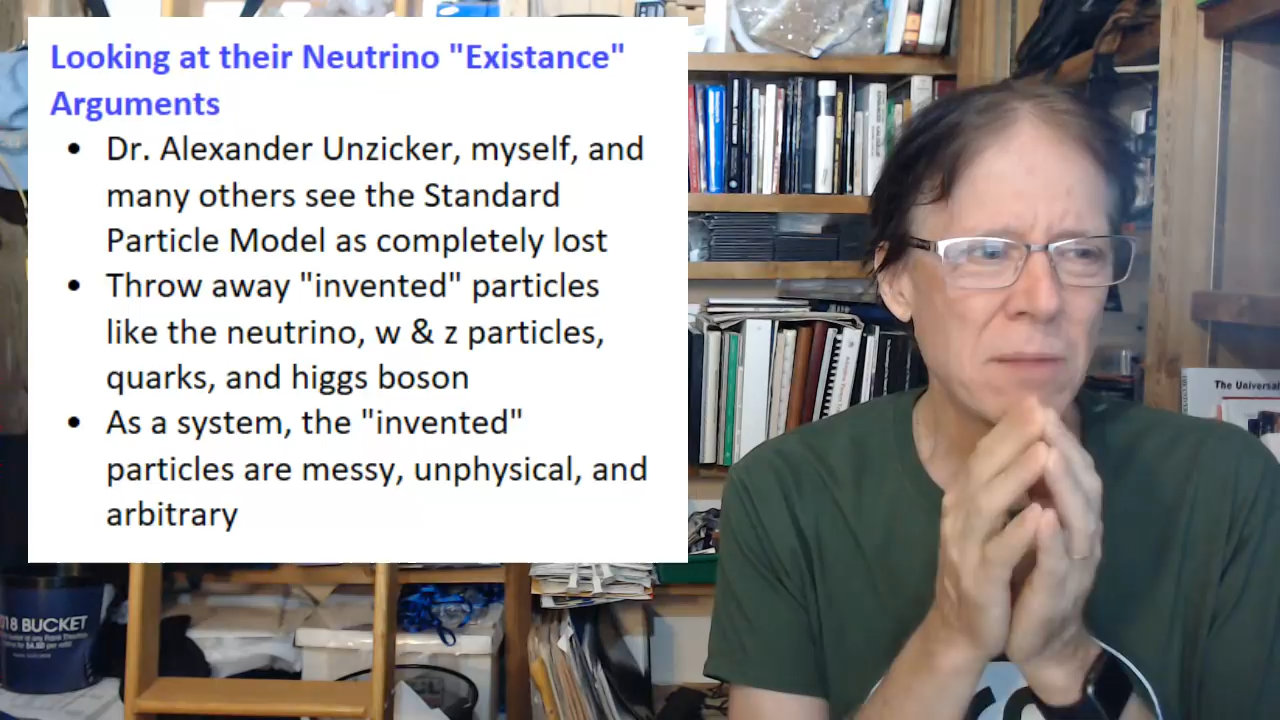 Looking at their Neutrino "Existance"
Arguments
• Dr. Alexander Unzicker, myself, and
many others see the Standard
Particle Model as completely lost
• Throw away "invented" particles
like the neutrino, w & z particles,
quarks, and higgs boson
• As a system, the "invented"
particles are messy, unphysical, and
arbitrary
The Universal
018 BUCKET